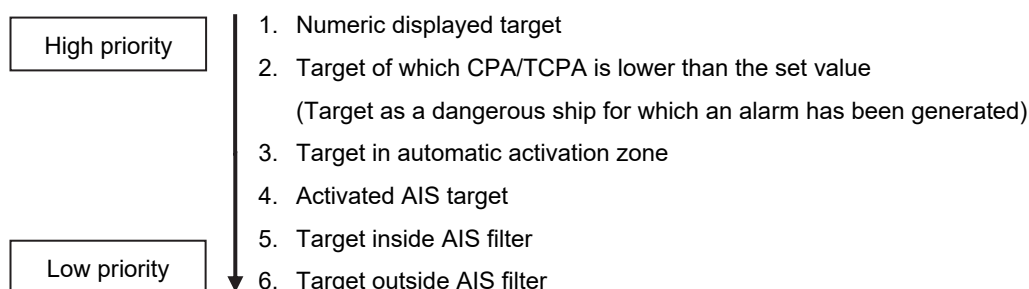 High priority
1. Numeric displayed target
2. Target of which CPA/TCPA is lower than the set value
(Target as a dangerous ship for which an alarm has been generated)
3. Target in automatic activation zone
4. Activated AIS target
5. Target inside AIS filter
Low priority
6. Target outside AIS filter